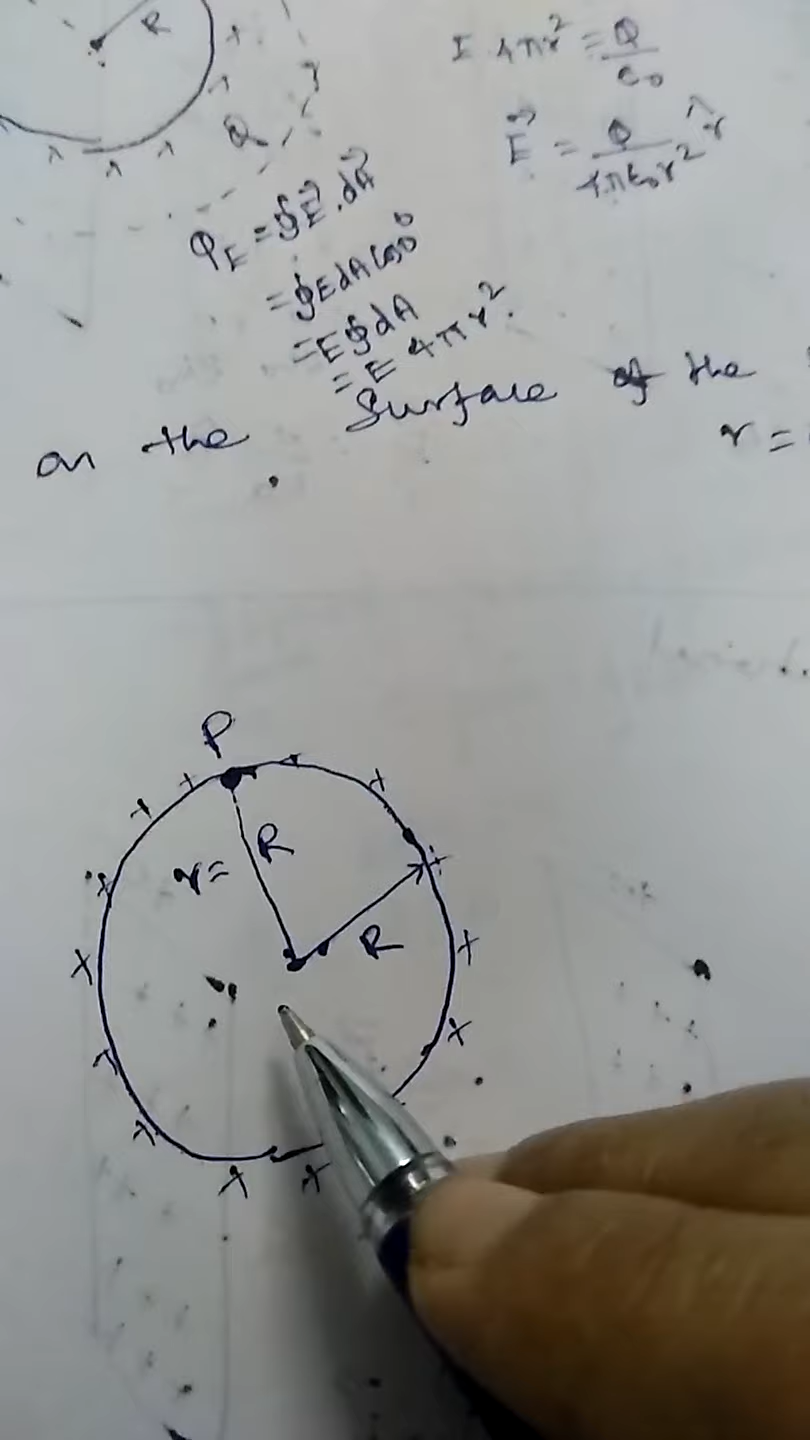 R
E 4πr² = Q/ε₀
Q
E⃗ = Q/4πε₀r² r̂
φE = ∮E⃗.dA⃗
= ∮EdA cos0°
= E∮dA
= E 4πr².
on the Surface of the
r =
P
r = R
R